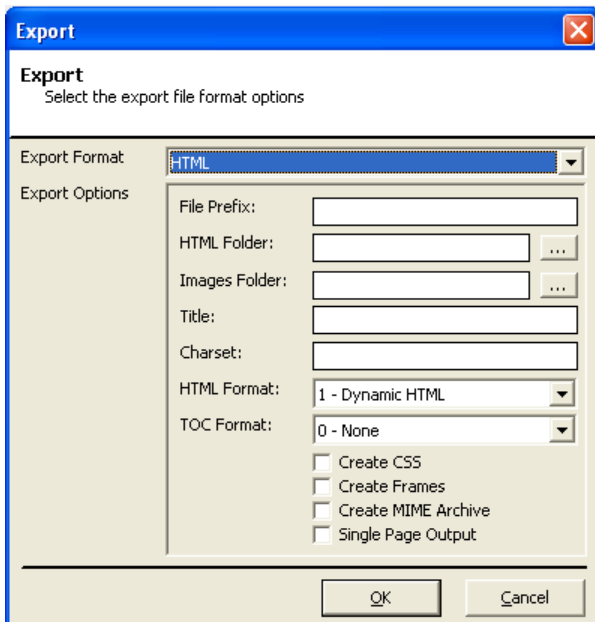 Export
Export
Select the export file format options
Export Format
HTML
Export Options
File Prefix:
HTML Folder:
...
Images Folder:
...
Title:
Charset:
HTML Format:
1 - Dynamic HTML
TOC Format:
0 - None
Create CSS
Create Frames
Create MIME Archive
Single Page Output
OK
Cancel